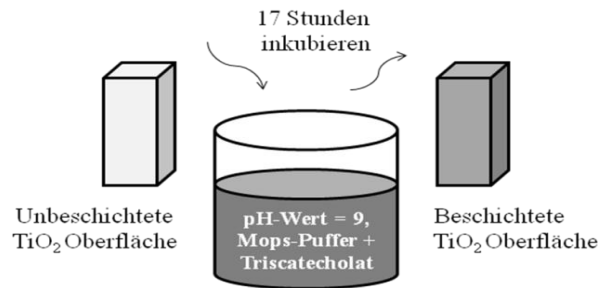 17 Stunden
inkubieren
Unbeschichtete
TiO₂ Oberfläche
pH-Wert = 9,
Mops-Puffer +
Triscatecholat
Beschichtete
TiO₂ Oberfläche